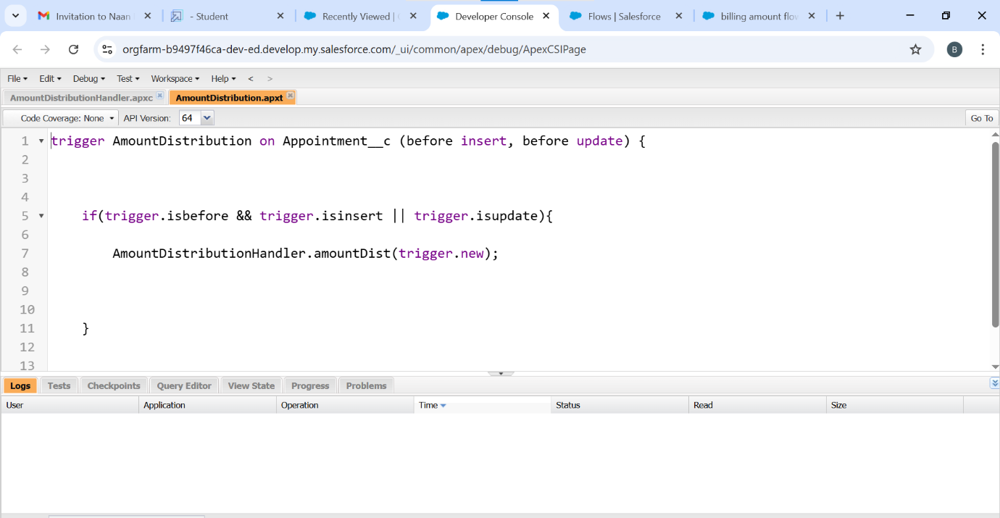 Invitation to Naan
- Student
Recently Viewed |
Developer Console
Flows | Salesforce
billing amount flo
orgfarm-b9497f46ca-dev-ed.develop.my.salesforce.com/_ui/common/apex/debug/ApexCSIPage
B
File Edit Debug Test Workspace Help < >
AmountDistributionHandler.apxc AmountDistribution.apxt
Code Coverage: None API Version: 64 Go To
1 trigger AmountDistribution on Appointment__c (before insert, before update) {
2
3
4
5 if(trigger.isbefore && trigger.isinsert || trigger.isupdate){
6
7 AmountDistributionHandler.amountDist(trigger.new);
8
9
10
11 }
12
13
Logs Tests Checkpoints Query Editor View State Progress Problems
User Application Operation Time Status Read Size